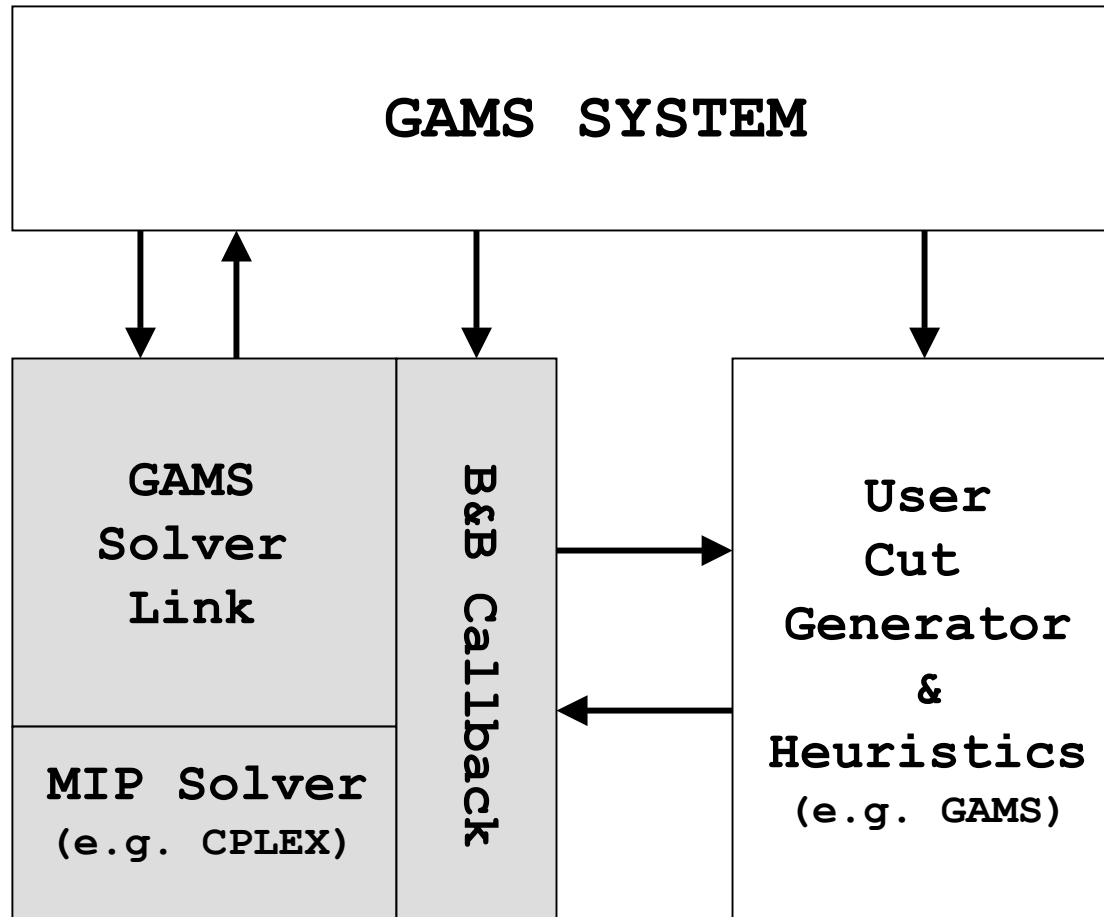 GAMS SYSTEM
GAMS
Solver
Link
MIP Solver
(e.g. CPLEX)
B&B Callback
User
Cut
Generator
&
Heuristics
(e.g. GAMS)